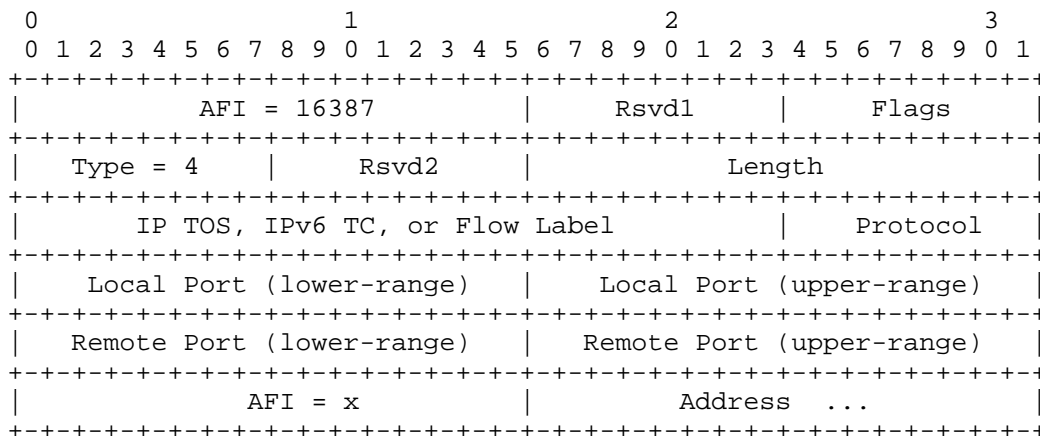 0                   1                   2                   3
 0 1 2 3 4 5 6 7 8 9 0 1 2 3 4 5 6 7 8 9 0 1 2 3 4 5 6 7 8 9 0 1
+-+-+-+-+-+-+-+-+-+-+-+-+-+-+-+-+-+-+-+-+-+-+-+-+-+-+-+-+-+-+-+-+
|           AFI = 16387         |     Rsvd1     |     Flags     |
+-+-+-+-+-+-+-+-+-+-+-+-+-+-+-+-+-+-+-+-+-+-+-+-+-+-+-+-+-+-+-+-+
|   Type = 4    |     Rsvd2     |            Length             |
+-+-+-+-+-+-+-+-+-+-+-+-+-+-+-+-+-+-+-+-+-+-+-+-+-+-+-+-+-+-+-+-+
|       IP TOS, IPv6 TC, or Flow Label          |    Protocol   |
+-+-+-+-+-+-+-+-+-+-+-+-+-+-+-+-+-+-+-+-+-+-+-+-+-+-+-+-+-+-+-+-+
|    Local Port (lower-range)   |    Local Port (upper-range)   |
+-+-+-+-+-+-+-+-+-+-+-+-+-+-+-+-+-+-+-+-+-+-+-+-+-+-+-+-+-+-+-+-+
|   Remote Port (lower-range)   |   Remote Port (upper-range)   |
+-+-+-+-+-+-+-+-+-+-+-+-+-+-+-+-+-+-+-+-+-+-+-+-+-+-+-+-+-+-+-+-+
|              AFI = x          |         Address  ...          |
+-+-+-+-+-+-+-+-+-+-+-+-+-+-+-+-+-+-+-+-+-+-+-+-+-+-+-+-+-+-+-+-+